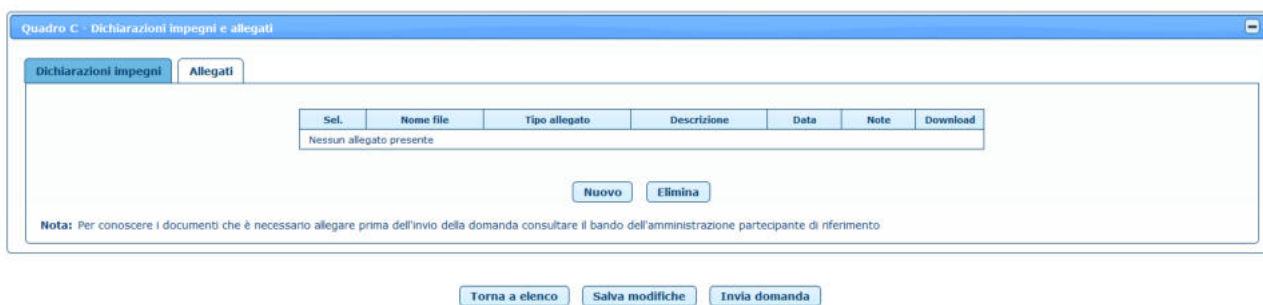 Quadro C - Dichiarazioni impegni e allegati
Dichiarazioni impegni Allegati
Sel. Nome file Tipo allegato Descrizione Data Note Download
Nessun allegato presente
Nuovo Elimina
Nota: Per conoscere i documenti che è necessario allegare prima dell'invio della domanda consultare il bando dell'amministrazione partecipante di riferimento
Torna a elenco Salva modifiche Invia domanda